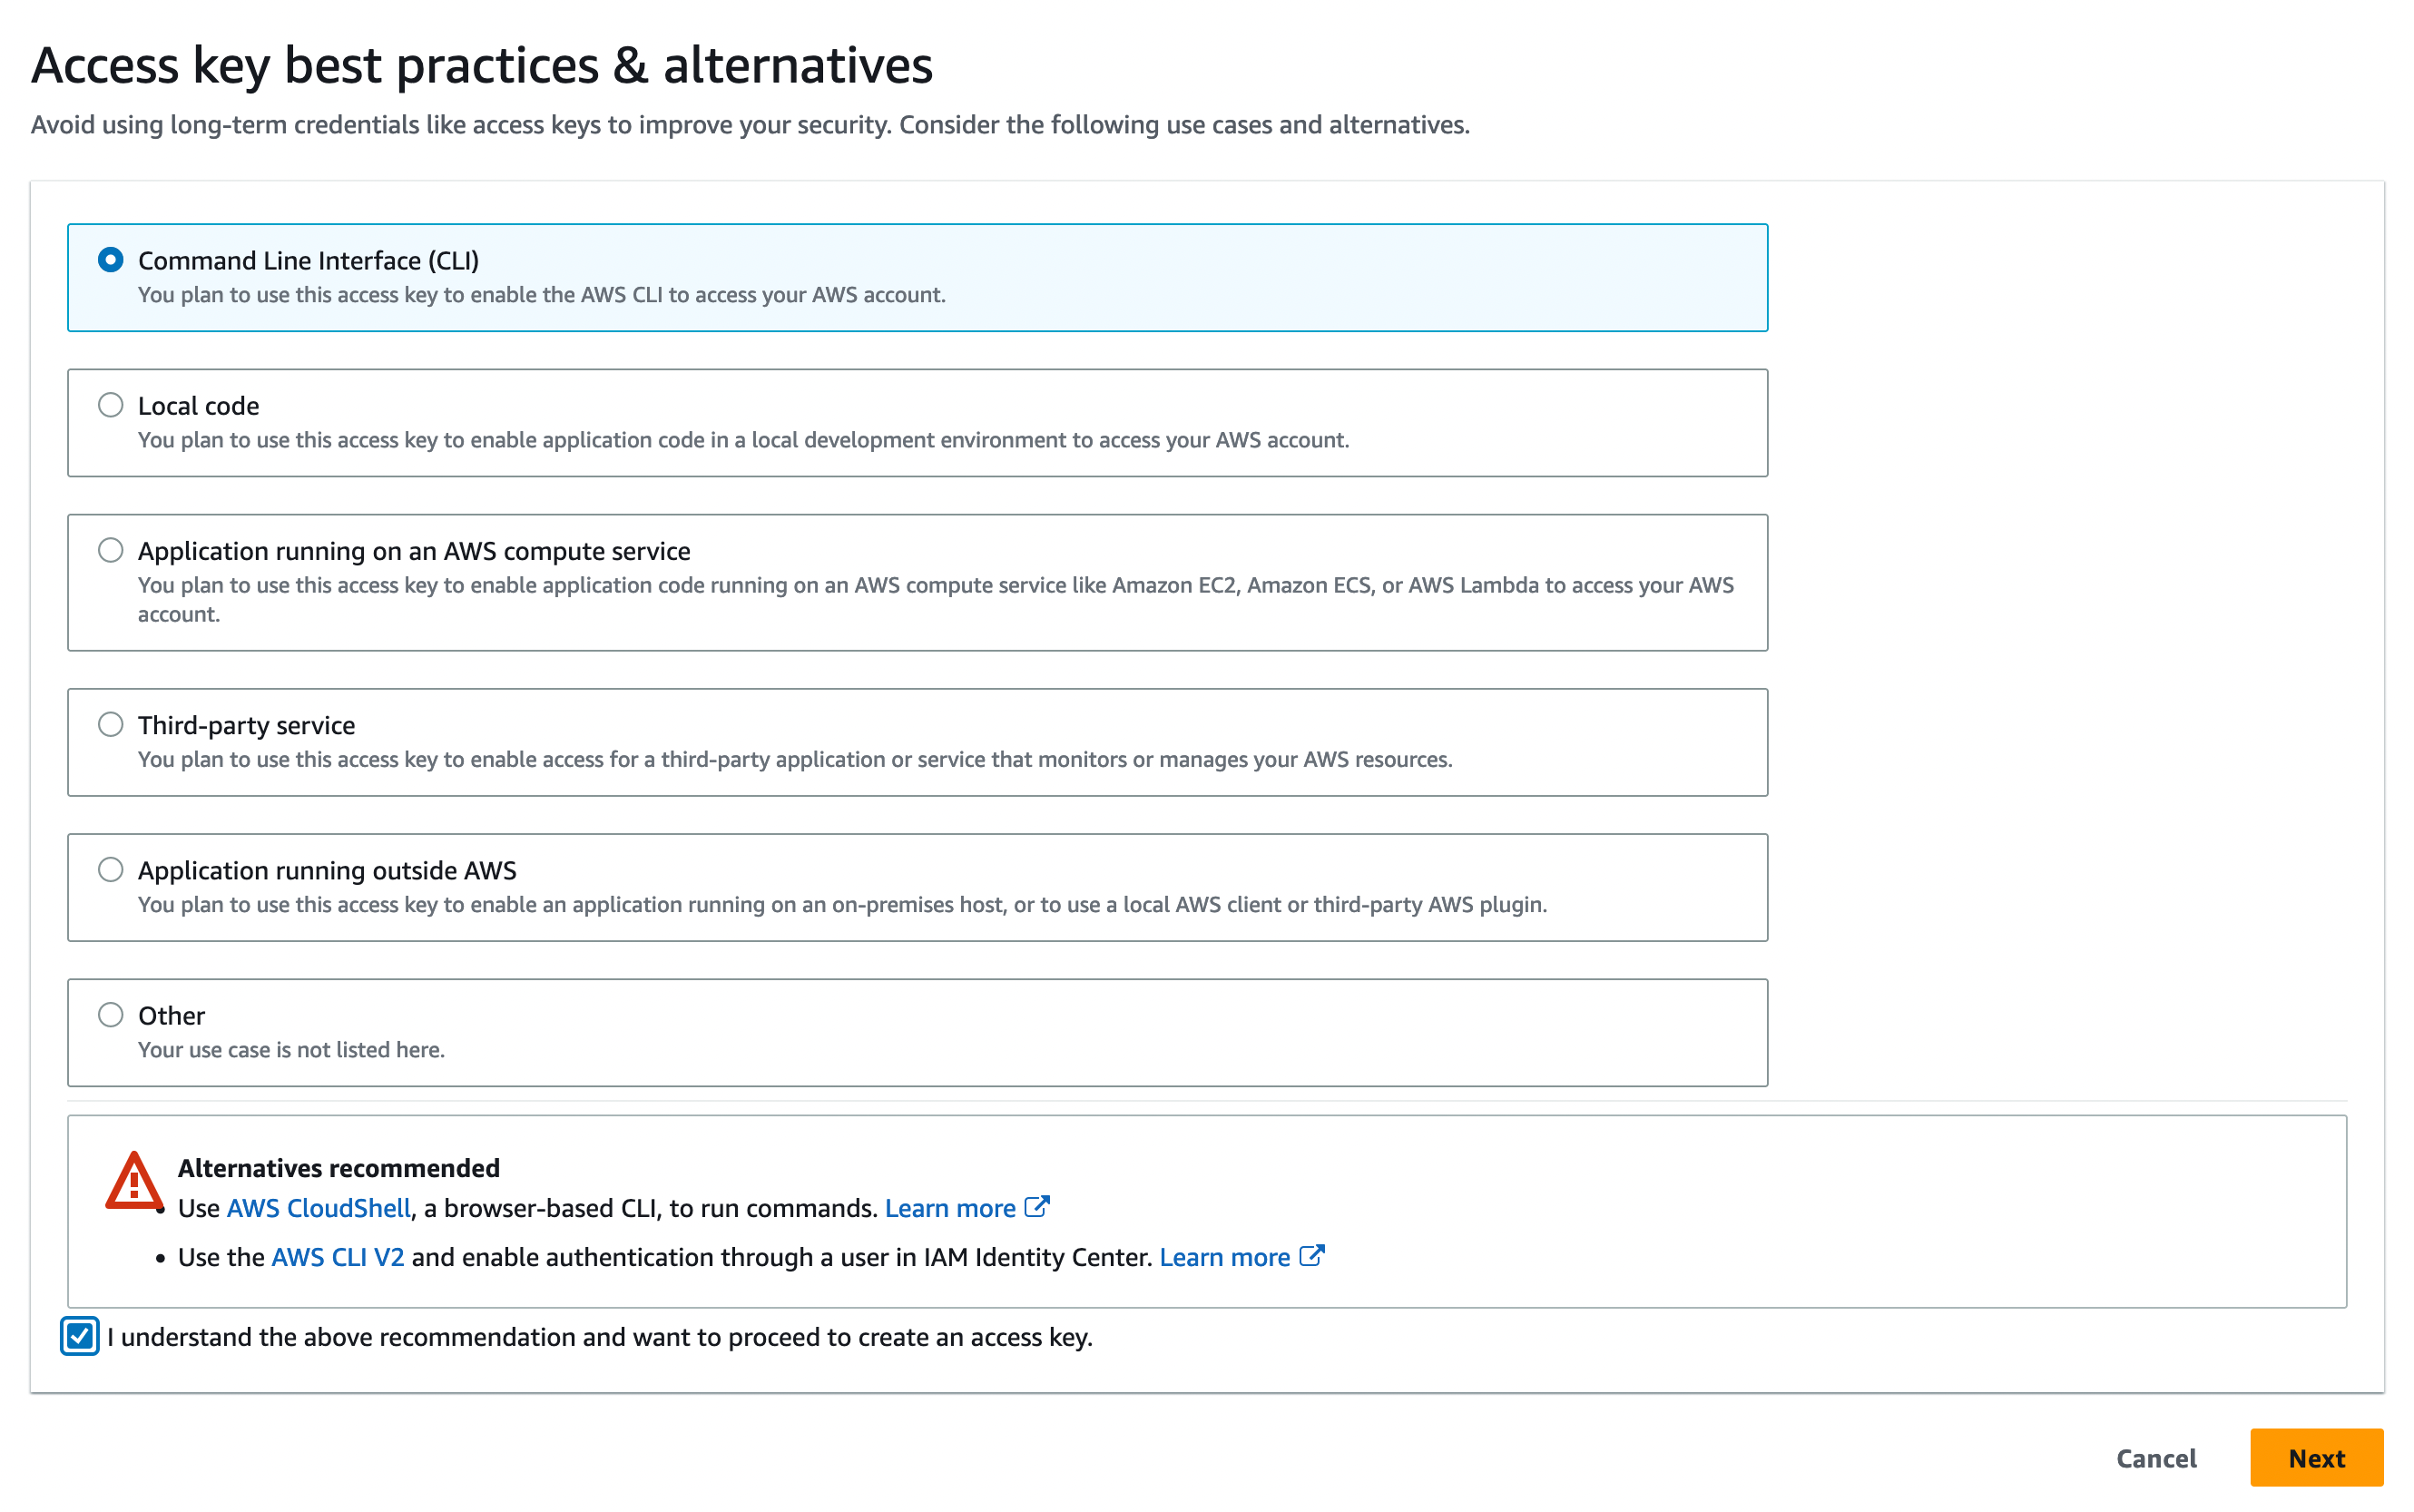 Access key best practices & alternatives
Avoid using long-term credentials like access keys to improve your security. Consider the following use cases and alternatives.
Command Line Interface (CLI)
You plan to use this access key to enable the AWS CLI to access your AWS account.
Local code
You plan to use this access key to enable application code in a local development environment to access your AWS account.
Application running on an AWS compute service
You plan to use this access key to enable application code running on an AWS compute service like Amazon EC2, Amazon ECS, or AWS Lambda to access your AWS
account.
Third-party service
You plan to use this access key to enable access for a third-party application or service that monitors or manages your AWS resources.
Application running outside AWS
You plan to use this access key to enable an application running on an on-premises host, or to use a local AWS client or third-party AWS plugin.
Other
Your use case is not listed here.
Alternatives recommended
• Use AWS CloudShell, a browser-based CLI, to run commands. Learn more
• Use the AWS CLI V2 and enable authentication through a user in IAM Identity Center. Learn more
I understand the above recommendation and want to proceed to create an access key.
Cancel Next